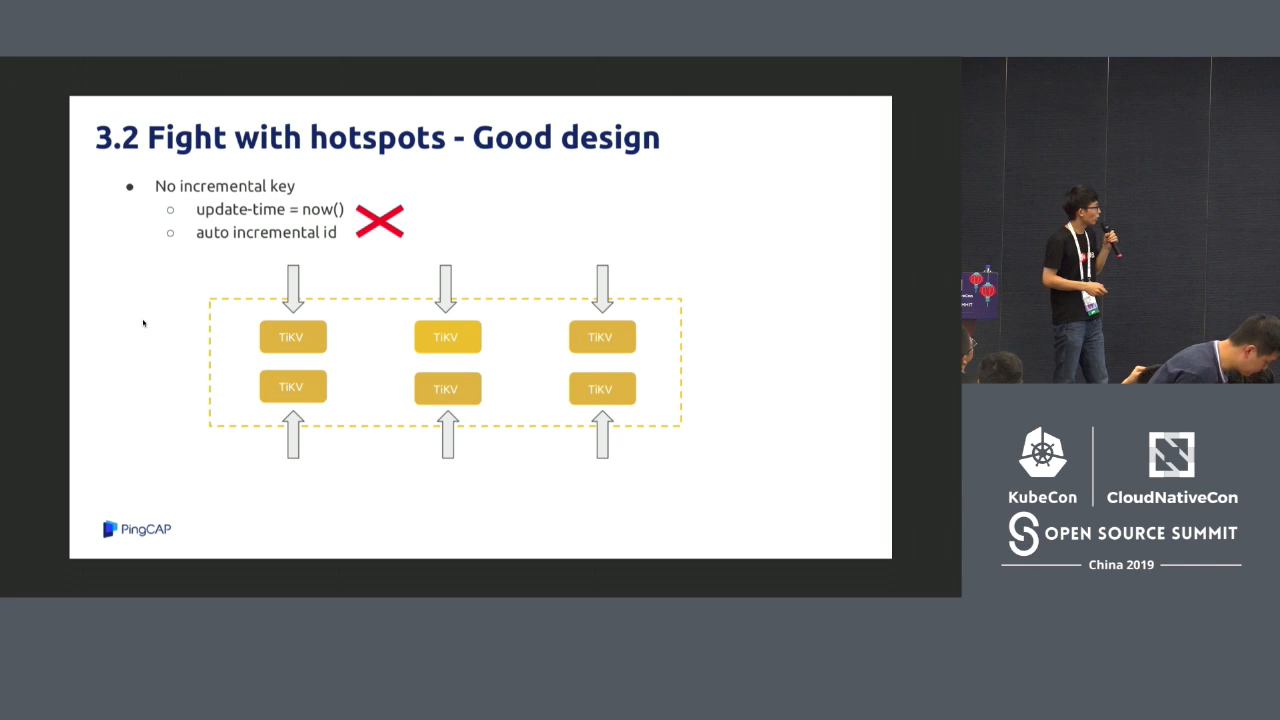 3.2 Fight with hotspots - Good design
No incremental key
update-time = now()
auto incremental id
TiKV
TiKV
TiKV
TiKV
TiKV
TiKV
PingCAP
KubeCon
CloudNativeCon
OPEN SOURCE SUMMIT
China 2019